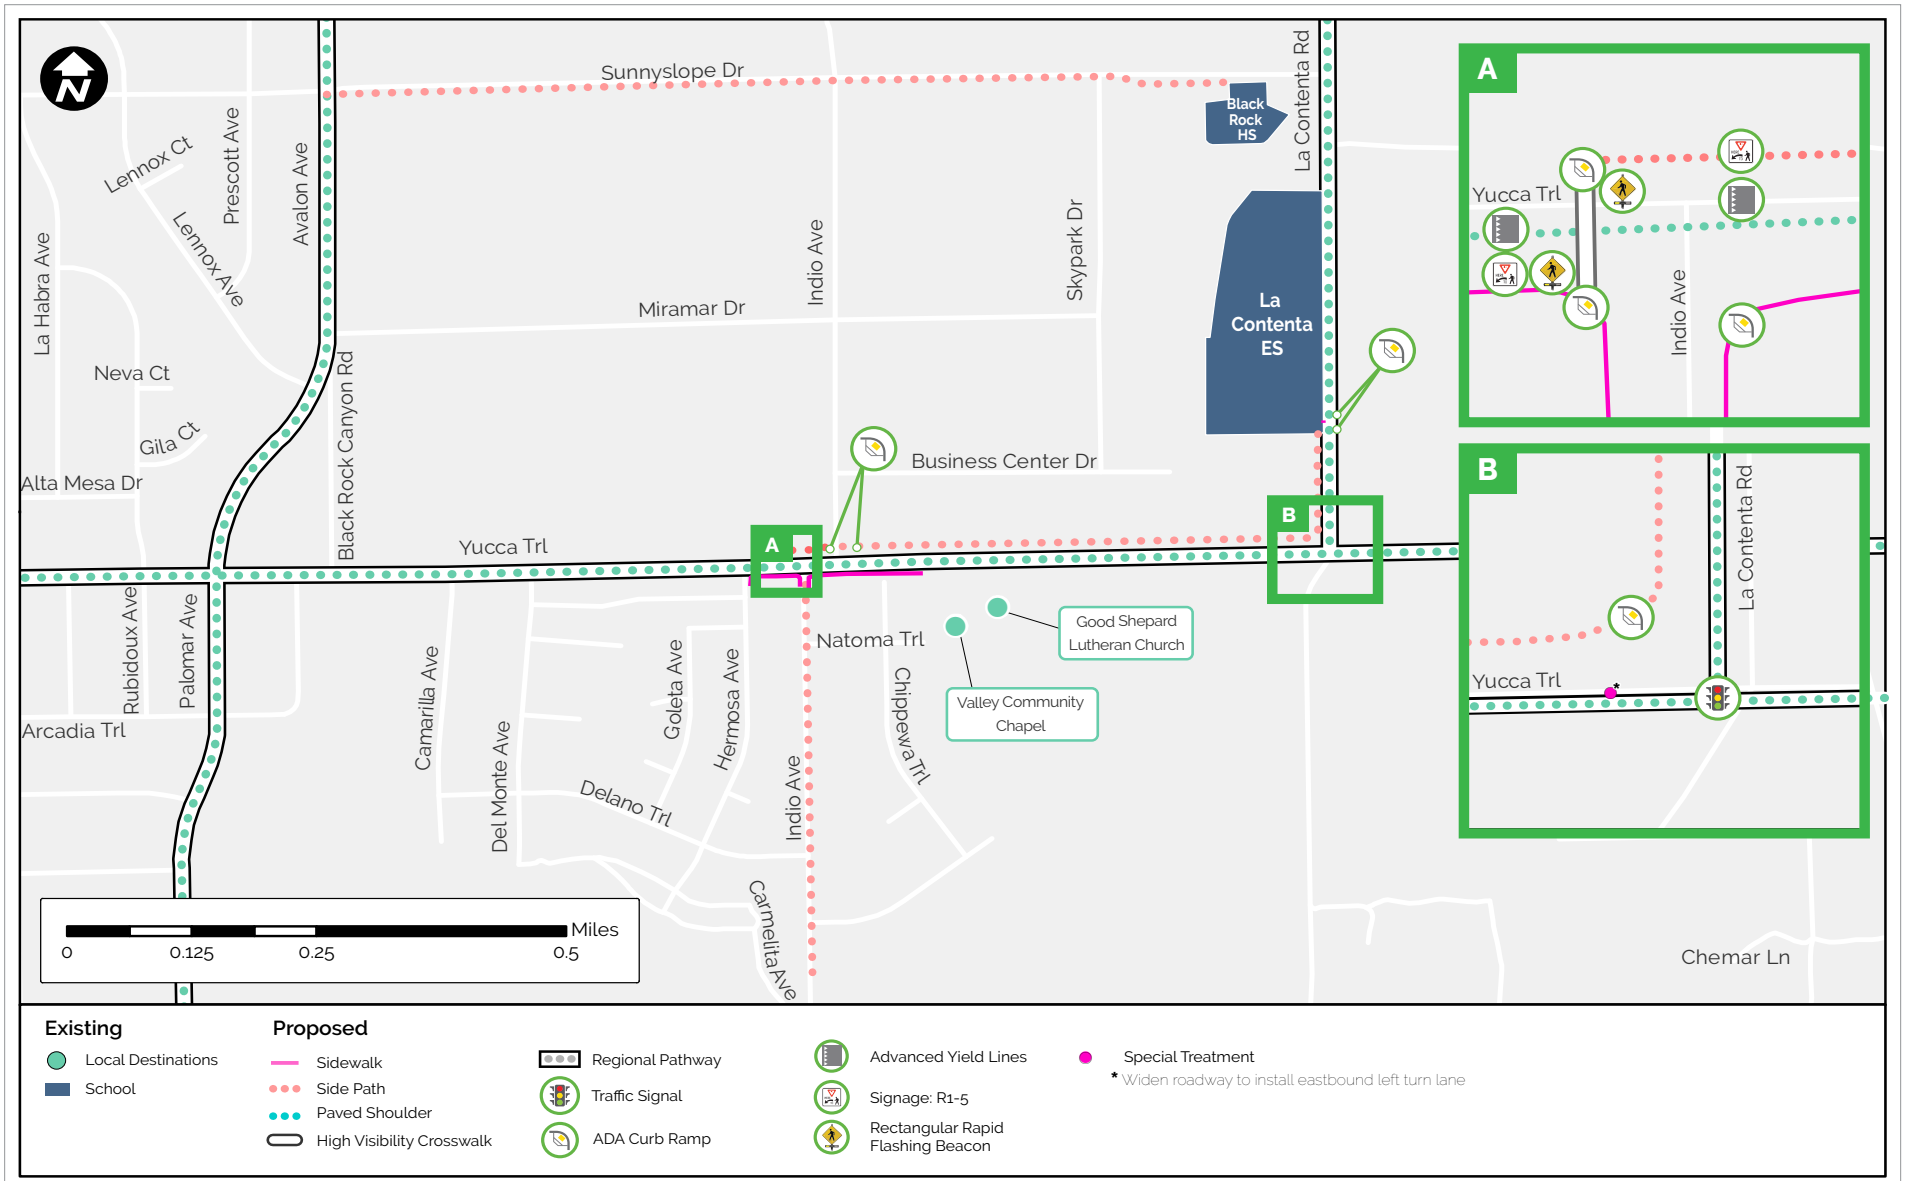 N
Sunnyslope Dr
La Contenta Rd
Black
Rock
HS
Lennox Ct
Prescott Ave
Avalon Ave
Lennox Ave
La Habra Ave
Indio Ave
Skypark Dr
Miramar Dr
La
Contenta
ES
Neva Ct
Gila Ct
Black Rock Canyon Rd
Alta Mesa Dr
Business Center Dr
Yucca Trl
A
B
Rubidoux Ave
Palomar Ave
Arcadia Trl
Camarilla Ave
Del Monte Ave
Goleta Ave
Hermosa Ave
Delano Trl
Indio Ave
Carmelita Ave
Natoma Trl
Chippewa Trl
Good Shepard
Lutheran Church
Valley Community
Chapel
Chemar Ln
A
Yucca Trl
Indio Ave
B
La Contenta Rd
Yucca Trl
*
Miles
0
0.125
0.25
0.5
Existing
Local Destinations
School
Proposed
Sidewalk
Side Path
Paved Shoulder
High Visibility Crosswalk
Regional Pathway
Traffic Signal
ADA Curb Ramp
Advanced Yield Lines
Signage: R1-5
Rectangular Rapid
Flashing Beacon
Special Treatment
* Widen roadway to install eastbound left turn lane